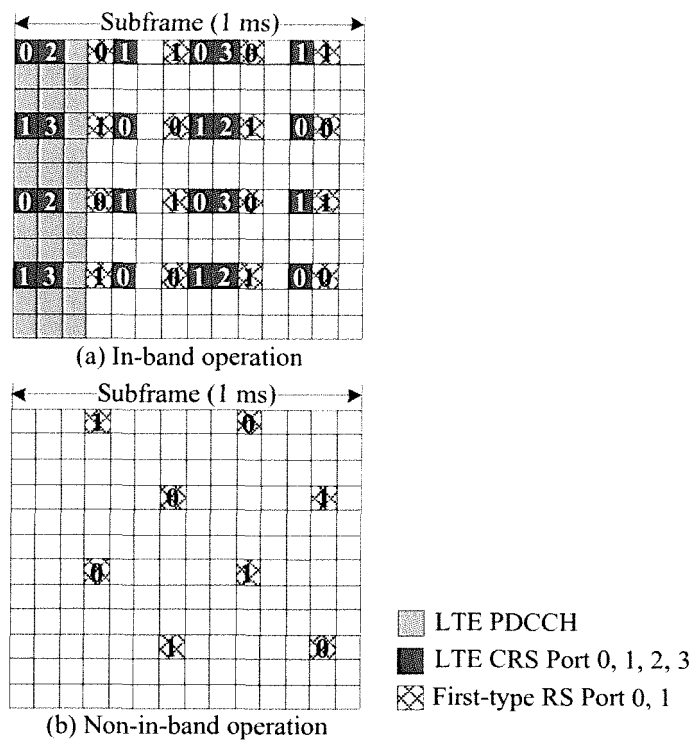 Subframe (1 ms)
0 2 0 1 1 0 3 0 1 1
1 3 1 0 0 1 2 1 0 0
0 2 0 1 1 0 3 0 1 1
1 3 1 0 0 1 2 1 0 0
(a) In-band operation
Subframe (1 ms)
1 0
0 1
0 1
1 0
LTE PDCCH
LTE CRS Port 0, 1, 2, 3
First-type RS Port 0, 1
(b) Non-in-band operation